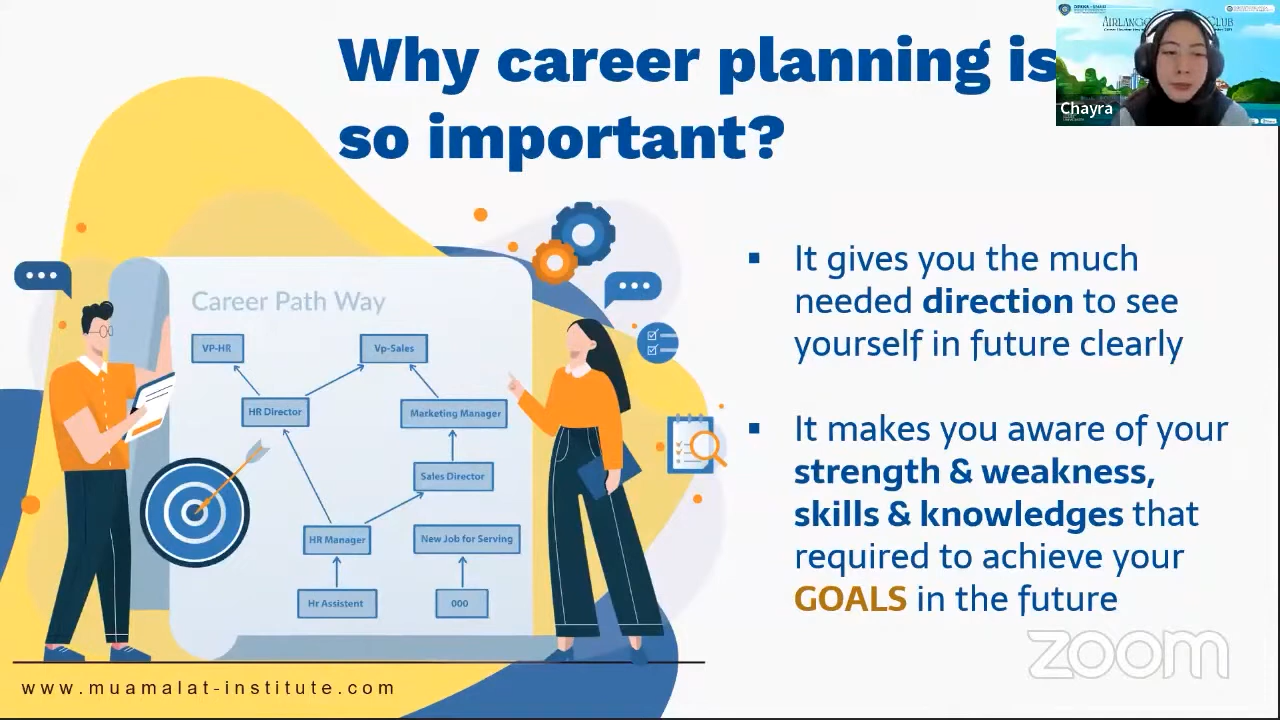 Why career planning is
so important?
AIRLANG
CLUB
Chayra
▪ It gives you the much
needed direction to see
yourself in future clearly
▪ It makes you aware of your
strength & weakness,
skills & knowledges that
required to achieve your
GOALS in the future
Career Path Way
VP-HR
Vp-Sales
HR Director
Marketing Manager
Sales Director
HR Manager
New Job for Serving
Hr Assistent
000
zoom
www.muamalat-institute.com